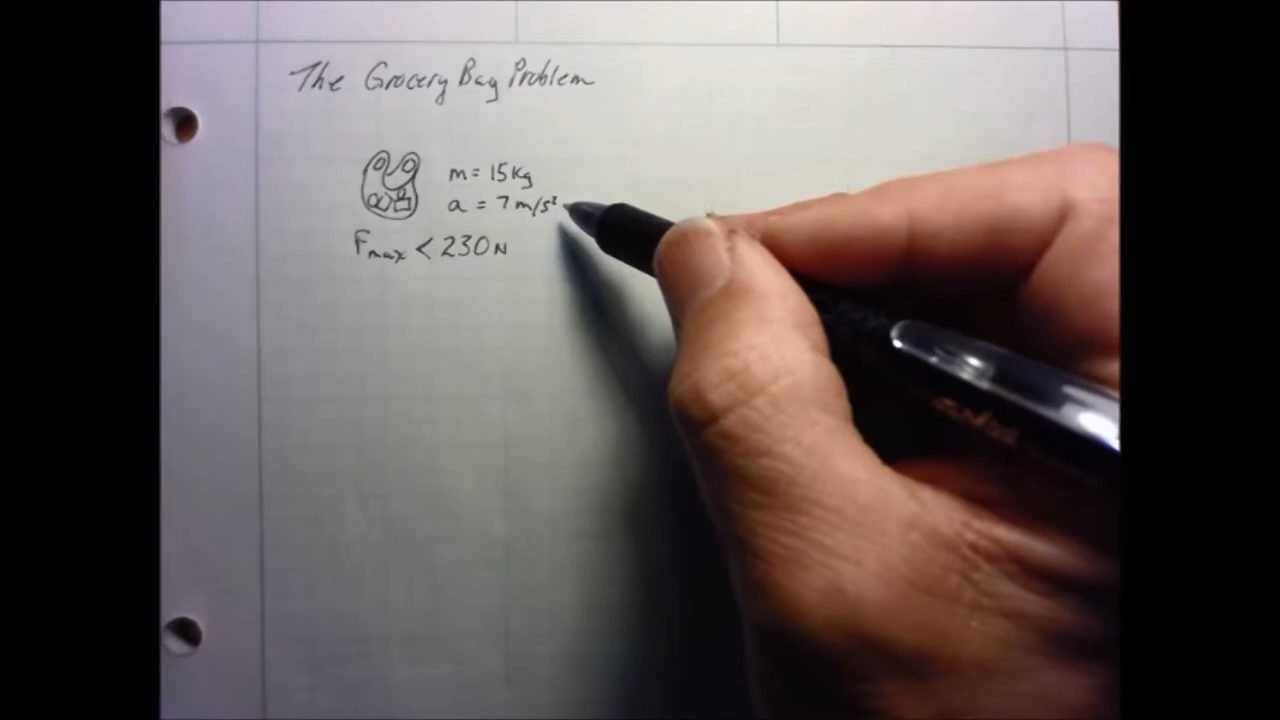 The Grocery Bag Problem
m = 15 Kg
a = 7 m/s²
Fmax < 230 N